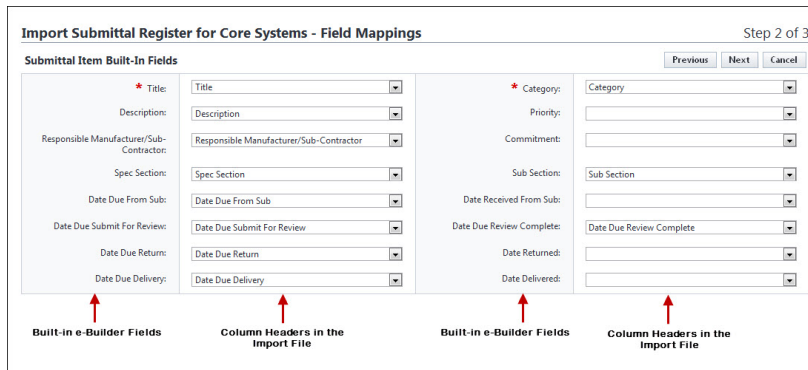 Import Submittal Register for Core Systems - Field Mappings Step 2 of 3
Submittal Item Built-In Fields Previous Next Cancel
* Title: Title * Category: Category
Description: Description Priority:
Responsible Manufacturer/Sub- Responsible Manufacturer/Sub-Contractor Commitment:
Contractor:
Spec Section: Spec Section Sub Section: Sub Section
Date Due From Sub: Date Due From Sub Date Received From Sub:
Date Due Submit For Review: Date Due Submit For Review Date Due Review Complete: Date Due Review Complete
Date Due Return: Date Due Return Date Returned:
Date Due Delivery: Date Due Delivery Date Delivered:
Built-in e-Builder Fields Column Headers in the Built-in e-Builder Fields Column Headers in the
Import File Import File